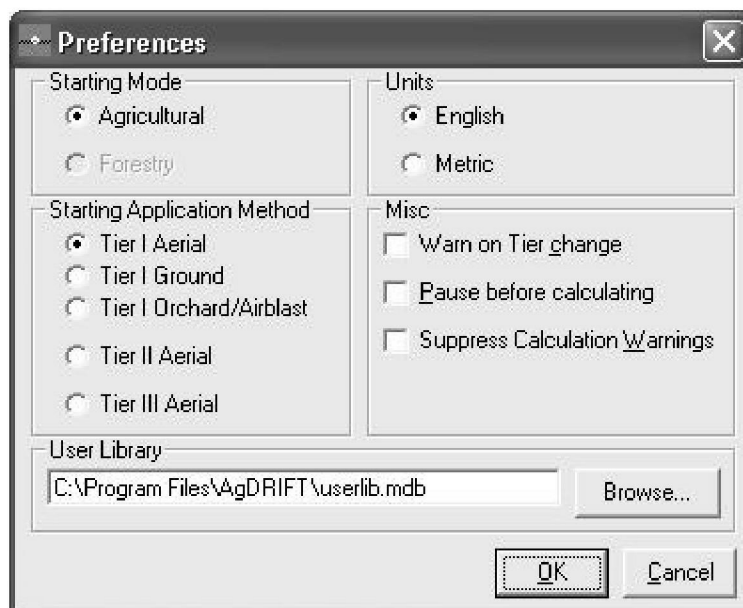 Preferences
Starting Mode
Agricultural
Forestry
Units
English
Metric
Starting Application Method
Tier I Aerial
Tier I Ground
Tier I Orchard/Airblast
Tier II Aerial
Tier III Aerial
Misc
Warn on Tier change
Pause before calculating
Suppress Calculation Warnings
User Library
C:\Program Files\AgDRIFT\userlib.mdb
Browse...
OK
Cancel